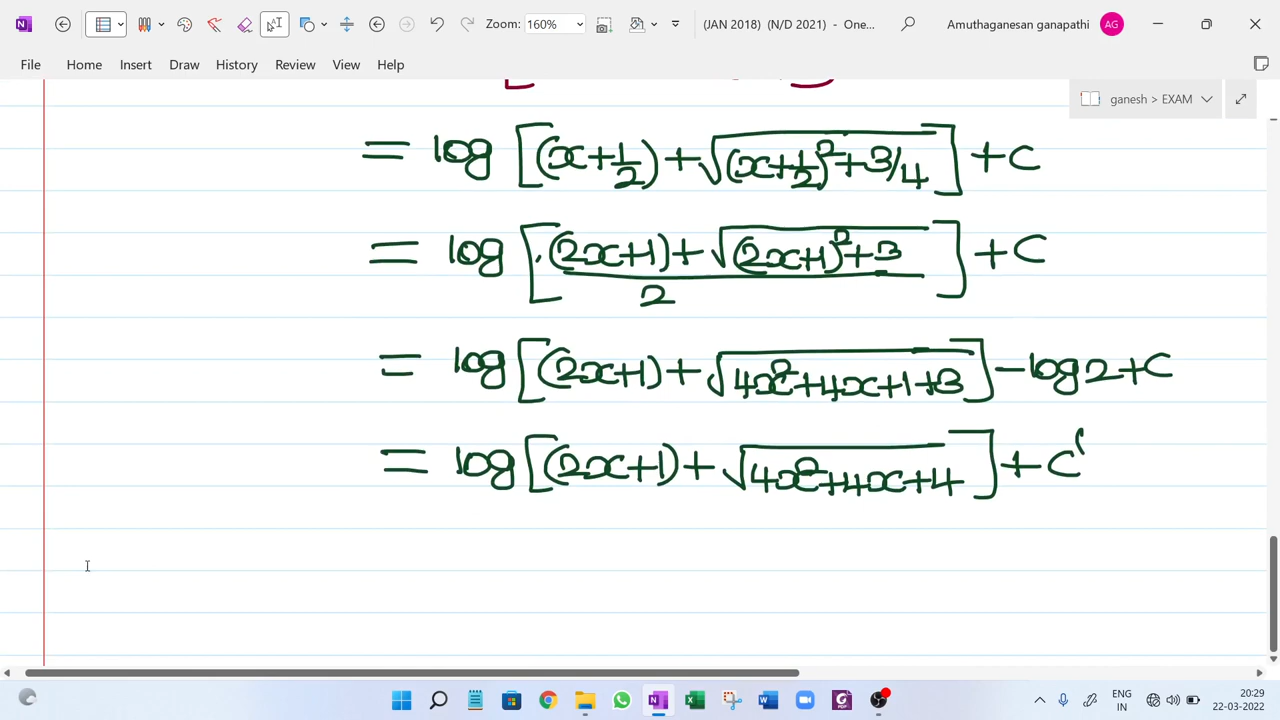 Zoom: 160% (JAN 2018) (N/D 2021) - One... Amuthaganesan ganapathi AG
File Home Insert Draw History Review View Help
ganesh > EXAM
= log [(x+1/2) + √((x+1/2)²+3/4)] + C
= log [((2x+1) + √((2x+1)²+3))/2] + C
= log [(2x+1) + √(4x²+4x+1+3)] - log 2 + C
= log [(2x+1) + √(4x²+4x+4)] + C'
ENG
IN
20:29
22-03-2022